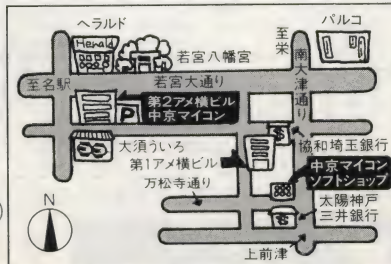 ヘラルド
Herald
若宮八幡宮
至栄
パルコ
至名駅
若宮大通り
南大津通り
第2アメ横ビル
中京マイコン
P
大須ういろ
第1アメ横ビル
万松寺通り
$
協和埼玉銀行
中京マイコン
ソフトショップ
太陽神戸
三井銀行
$
N
上前津